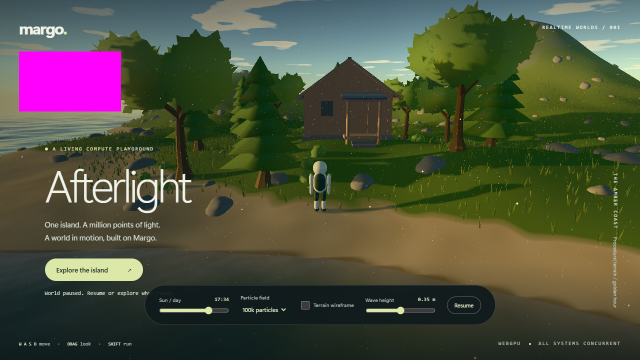 margo.
REALTIME WORLDS / 001
A LIVING COMPUTE PLAYGROUND
Afterlight
One island. A million points of light.
A world in motion, built on Margo.
Explore the island ↗
World paused. Resume or explore
Sun / day 17:34
Particle field
100k particles
Terrain wireframe
Wave height 0.35 m
Resume
W A S D move · DRAG look · SHIFT run
WEBGPU ALL SYSTEMS CONCURRENT